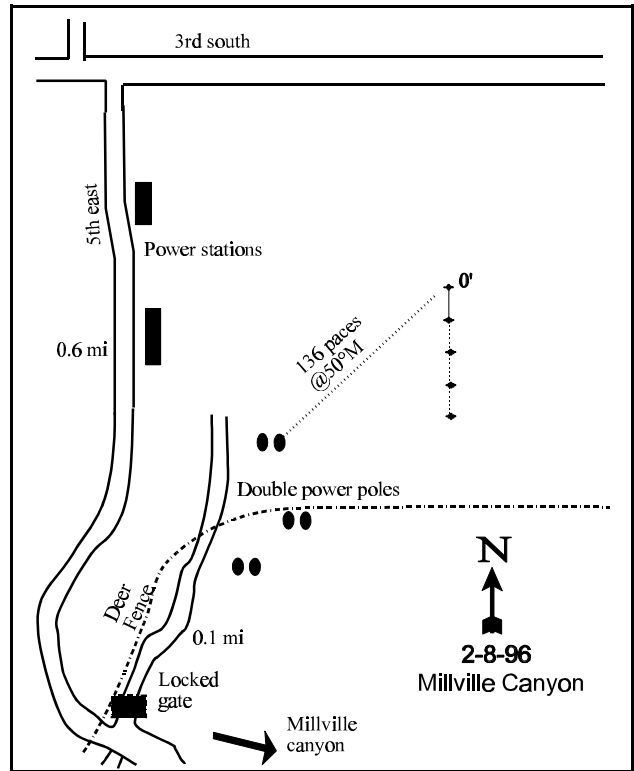 3rd south
5th east
Power stations
0'
136 paces
@50°M
0.6 mi
Double power poles
Deer
Fence
N
0.1 mi
2-8-96
Millville Canyon
Locked
gate
Millville
canyon